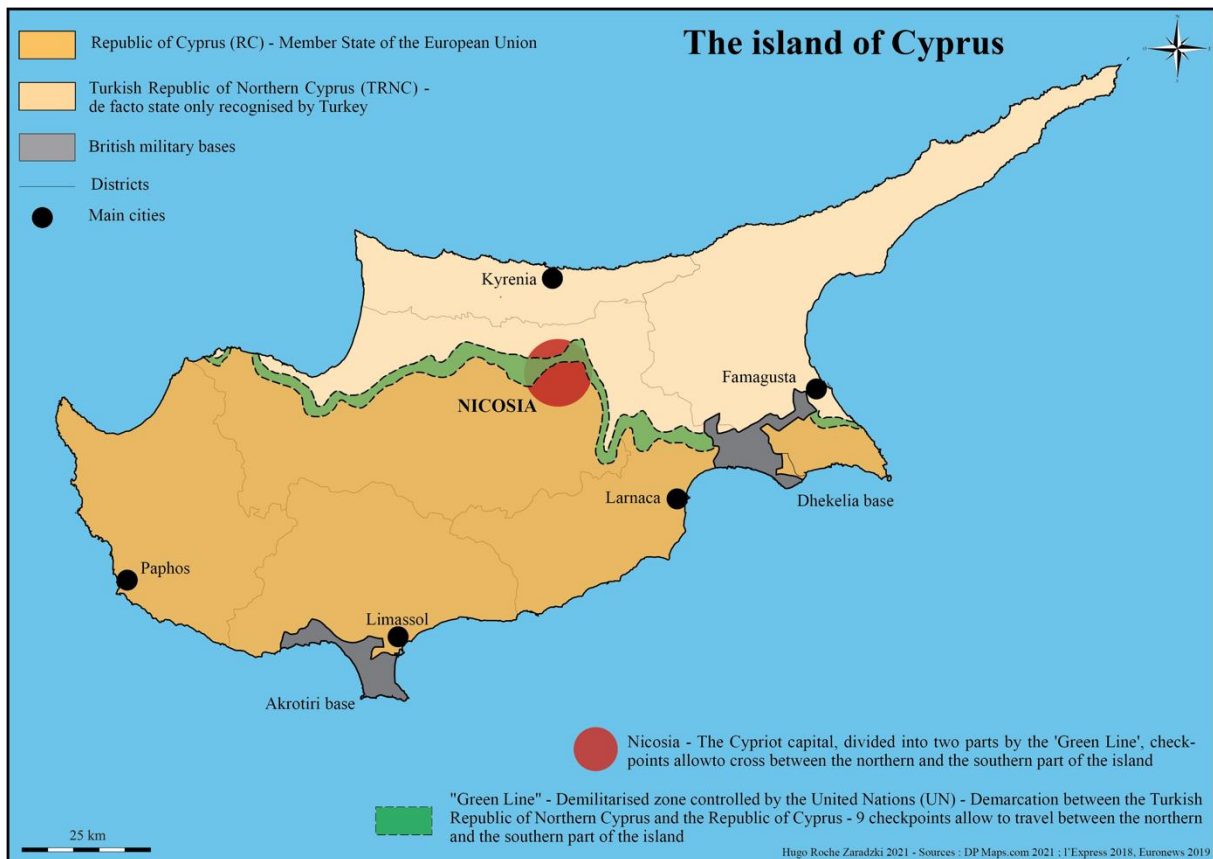 Republic of Cyprus (RC) - Member State of the European Union
The island of Cyprus
N
O
E
S
Turkish Republic of Northern Cyprus (TRNC) -
de facto state only recognised by Turkey
British military bases
Districts
Main cities
Kyrenia
Famagusta
NICOSIA
Larnaca
Dhekelia base
Paphos
Limassol
Akrotiri base
Nicosia - The Cypriot capital, divided into two parts by the 'Green Line', check-
points allowto cross between the northern and the southern part of the island
"Green Line" - Demilitarised zone controlled by the United Nations (UN) - Demarcation between the Turkish
Republic of Northern Cyprus and the Republic of Cyprus - 9 checkpoints allow to travel between the northern
and the southern part of the island
25 km
Hugo Roche Zaradzki 2021 - Sources : DP Maps.com 2021 ; l'Express 2018, Euronews 2019